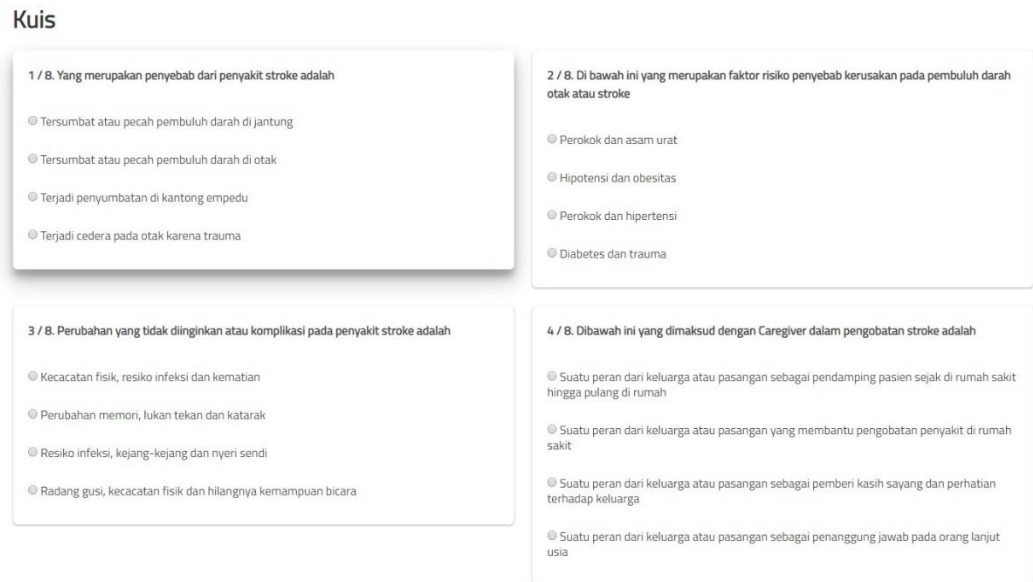 Kuis
1 / 8. Yang merupakan penyebab dari penyakit stroke adalah
Tersumbat atau pecah pembuluh darah di jantung
Tersumbat atau pecah pembuluh darah di otak
Terjadi penyumbatan di kantong empedu
Terjadi cedera pada otak karena trauma
2 / 8. Di bawah ini yang merupakan faktor risiko penyebab kerusakan pada pembuluh darah
otak atau stroke
Perokok dan asam urat
Hipotensi dan obesitas
Perokok dan hipertensi
Diabetes dan trauma
3 / 8. Perubahan yang tidak diinginkan atau komplikasi pada penyakit stroke adalah
Kecacatan fisik, resiko infeksi dan kematian
Perubahan memori, lukan tekan dan katarak
Resiko infeksi, kejang-kejang dan nyeri sendi
Radang gusi, kecacatan fisik dan hilangnya kemampuan bicara
4 / 8. Dibawah ini yang dimaksud dengan Caregiver dalam pengobatan stroke adalah
Suatu peran dari keluarga atau pasangan sebagai pendamping pasien sejak di rumah sakit
hingga pulang di rumah
Suatu peran dari keluarga atau pasangan yang membantu pengobatan penyakit di rumah
sakit
Suatu peran dari keluarga atau pasangan sebagai pemberi kasih sayang dan perhatian
terhadap keluarga
Suatu peran dari keluarga atau pasangan sebagai penanggung jawab pada orang lanjut
usia